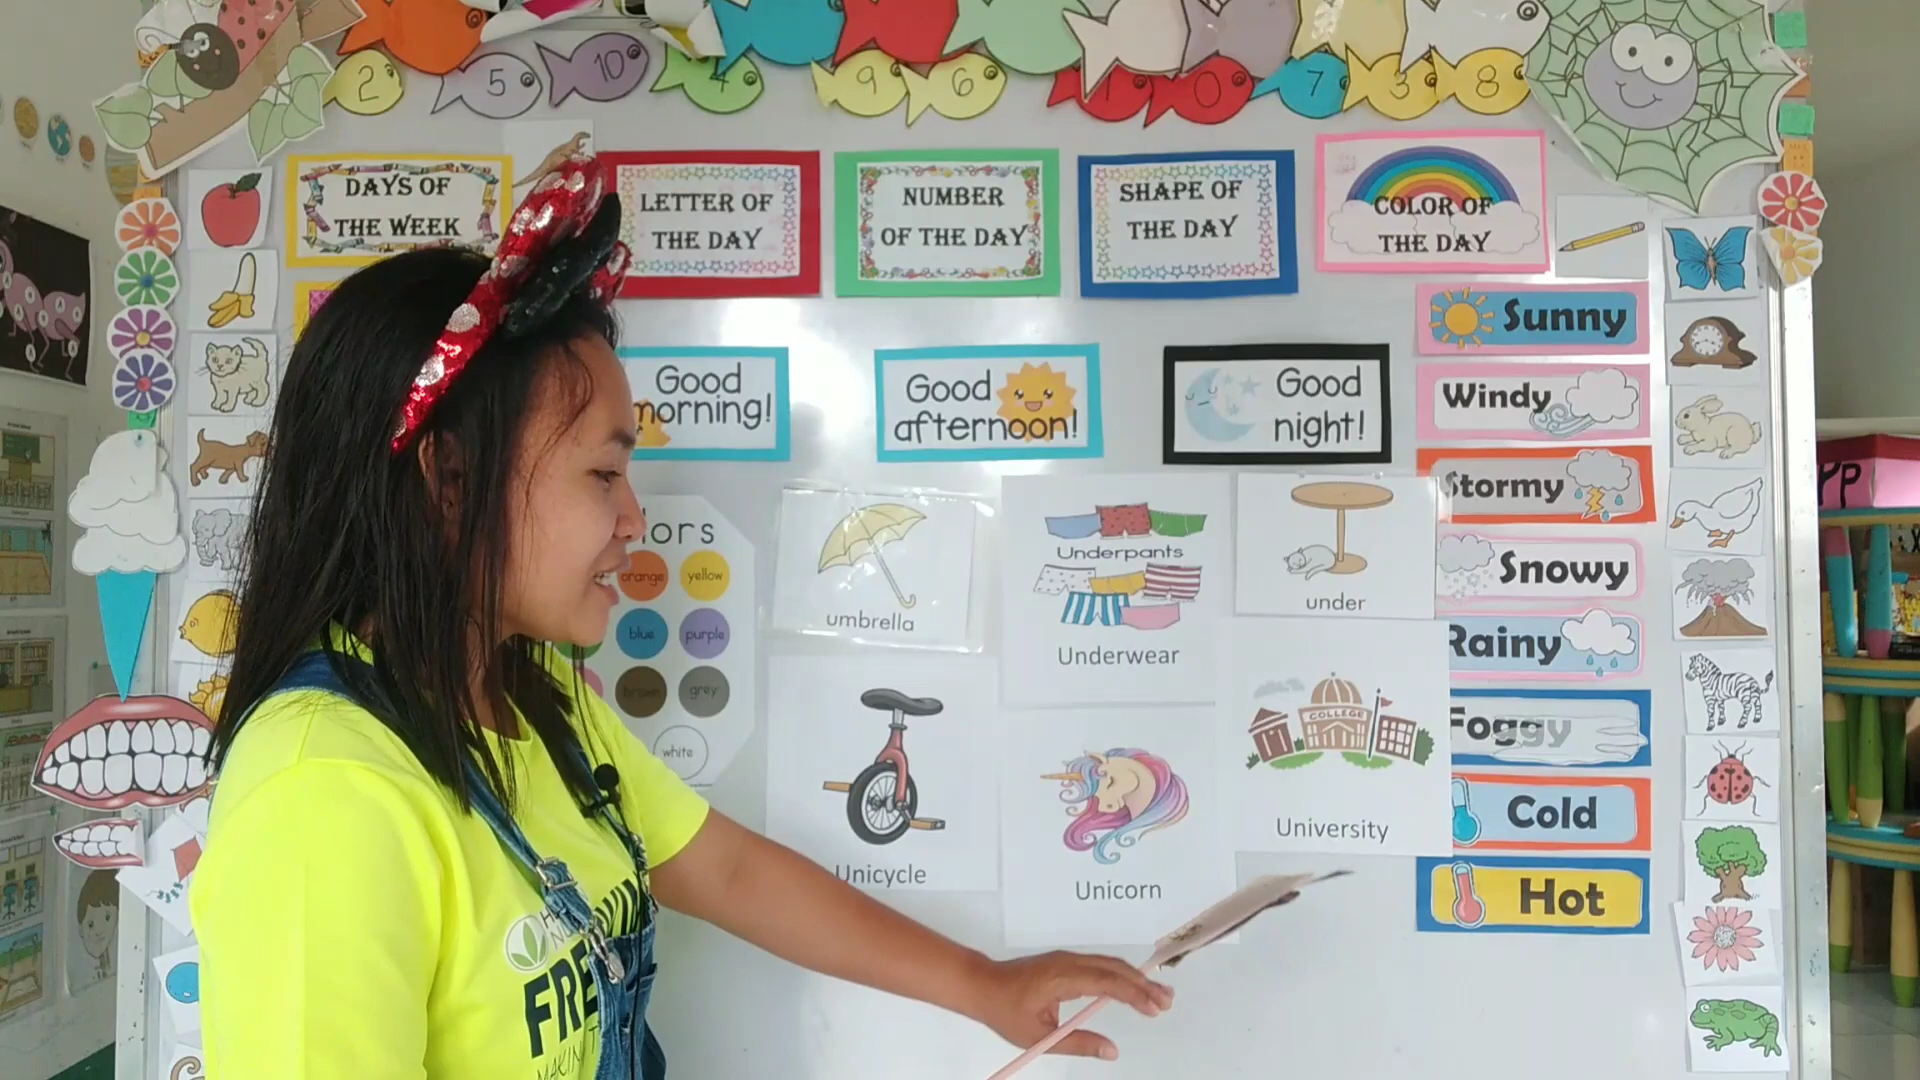 2
5
10
4
9
6
1
0
7
3
8
DAYS OF
THE WEEK
LETTER OF
THE DAY
NUMBER
OF THE DAY
SHAPE OF
THE DAY
COLOR OF
THE DAY
Good
morning!
Good
afternoon!
Good
night!
Sunny
Windy
Stormy
Snowy
Rainy
Foggy
Cold
Hot
lors
orange
yellow
blue
purple
brown
grey
white
umbrella
Underpants
Underwear
under
Unicycle
Unicorn
COLLEGE
University
FRE
PP